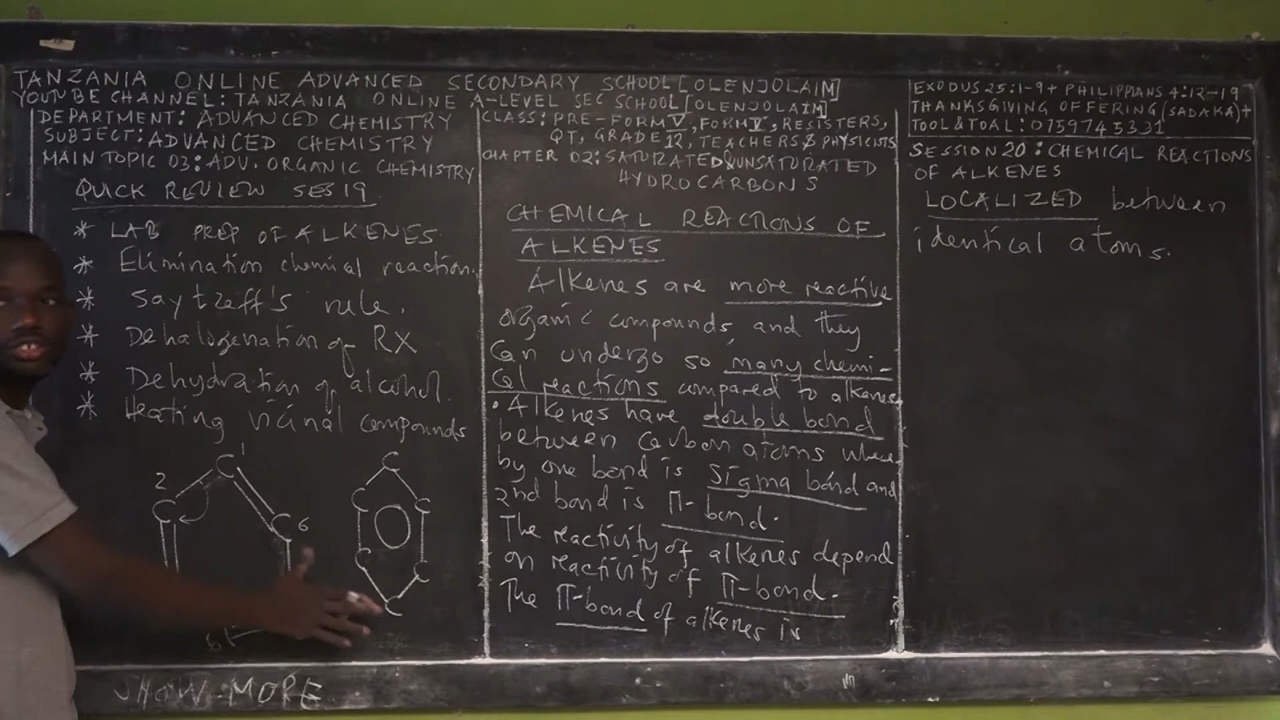 TANZANIA ONLINE ADVANCED SECONDARY SCHOOL [OLENJOLAIM]
YOUTUBE CHANNEL: TANZANIA ONLINE A-LEVEL SEC SCHOOL [OLENJOLAIM]
DEPARTMENT: ADVANCED CHEMISTRY
SUBJECT: ADVANCED CHEMISTRY
MAIN TOPIC 03: ADV. ORGANIC CHEMISTRY
QUICK REVIEW SES 19
* LAB PREP OF ALKENES.
* Elimination chemical reaction.
* Saytzeff's rule.
* Dehalogenation of RX
* Dehydration of alcohol.
* Heating vicinal compounds
1
C
2
C
C 6
C
C
C
C
C
C
SHOW MORE
CLASS: PRE-FORM V, FORM V, RESISTERS,
QT, GRADE 12, TEACHERS & PHYSICISTS
CHAPTER 02: SATURATED & UNSATURATED
HYDROCARBONS
CHEMICAL REACTIONS OF
ALKENES
Alkenes are more reactive
organic compounds, and they
can undergo so many chemi-
cal reactions compared to alkenes
• Alkenes have double bond
between carbon atoms where
by one bond is sigma bond and
2nd bond is Π-bond.
The reactivity of alkenes depend
on reactivity of Π-bond.
The Π-bond of alkenes is
EXODUS 25:1-9 + PHILIPPIANS 4:12-19
THANKSGIVING OFFERING (SADAKA) +
TOOL & TOAL: 0759745331
SESSION 20: CHEMICAL REACTIONS
OF ALKENES
LOCALIZED between
identical atoms.